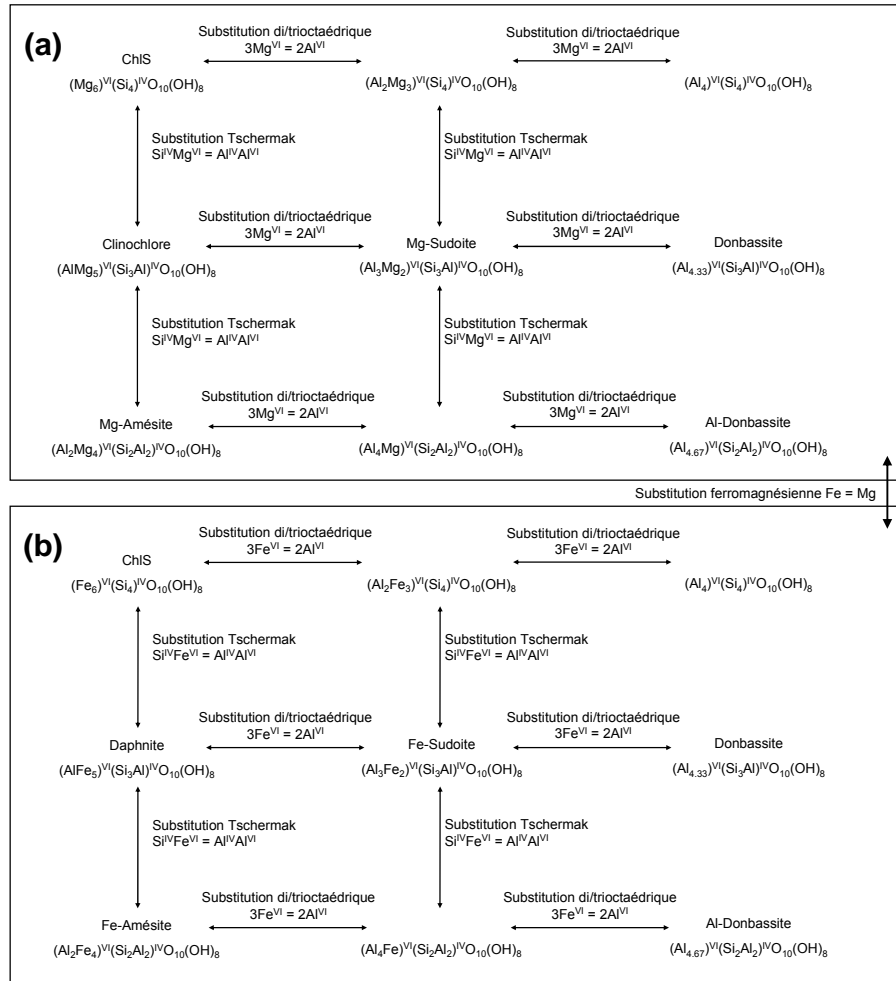 (a)
Substitution di/trioctaédrique Substitution di/trioctaédrique
3Mg^VI = 2Al^VI 3Mg^VI = 2Al^VI
ChlS
(Mg₆)^VI(Si₄)^IVO₁₀(OH)₈ (Al₂Mg₃)^VI(Si₄)^IVO₁₀(OH)₈ (Al₄)^VI(Si₄)^IVO₁₀(OH)₈
Substitution Tschermak Substitution Tschermak
Si^IVMg^VI = Al^IVAl^VI Si^IVMg^VI = Al^IVAl^VI
Substitution di/trioctaédrique Substitution di/trioctaédrique
Clinochlore 3Mg^VI = 2Al^VI Mg-Sudoite 3Mg^VI = 2Al^VI Donbassite
(AlMg₅)^VI(Si₃Al)^IVO₁₀(OH)₈ (Al₃Mg₂)^VI(Si₃Al)^IVO₁₀(OH)₈ (Al₄.₃₃)^VI(Si₃Al)^IVO₁₀(OH)₈
Substitution Tschermak Substitution Tschermak
Si^IVMg^VI = Al^IVAl^VI Si^IVMg^VI = Al^IVAl^VI
Substitution di/trioctaédrique Substitution di/trioctaédrique
Mg-Amésite 3Mg^VI = 2Al^VI 3Mg^VI = 2Al^VI Al-Donbassite
(Al₂Mg₄)^VI(Si₂Al₂)^IVO₁₀(OH)₈ (Al₄Mg)^VI(Si₂Al₂)^IVO₁₀(OH)₈ (Al₄.₆₇)^VI(Si₂Al₂)^IVO₁₀(OH)₈
Substitution ferromagnésienne Fe = Mg
(b)
Substitution di/trioctaédrique Substitution di/trioctaédrique
3Fe^VI = 2Al^VI 3Fe^VI = 2Al^VI
ChlS
(Fe₆)^VI(Si₄)^IVO₁₀(OH)₈ (Al₂Fe₃)^VI(Si₄)^IVO₁₀(OH)₈ (Al₄)^VI(Si₄)^IVO₁₀(OH)₈
Substitution Tschermak Substitution Tschermak
Si^IVFe^VI = Al^IVAl^VI Si^IVFe^VI = Al^IVAl^VI
Substitution di/trioctaédrique Substitution di/trioctaédrique
Daphnite 3Fe^VI = 2Al^VI Fe-Sudoite 3Fe^VI = 2Al^VI Donbassite
(AlFe₅)^VI(Si₃Al)^IVO₁₀(OH)₈ (Al₃Fe₂)^VI(Si₃Al)^IVO₁₀(OH)₈ (Al₄.₃₃)^VI(Si₃Al)^IVO₁₀(OH)₈
Substitution Tschermak Substitution Tschermak
Si^IVFe^VI = Al^IVAl^VI Si^IVFe^VI = Al^IVAl^VI
Substitution di/trioctaédrique Substitution di/trioctaédrique
Fe-Amésite 3Fe^VI = 2Al^VI 3Fe^VI = 2Al^VI Al-Donbassite
(Al₂Fe₄)^VI(Si₂Al₂)^IVO₁₀(OH)₈ (Al₄Fe)^VI(Si₂Al₂)^IVO₁₀(OH)₈ (Al₄.₆₇)^VI(Si₂Al₂)^IVO₁₀(OH)₈